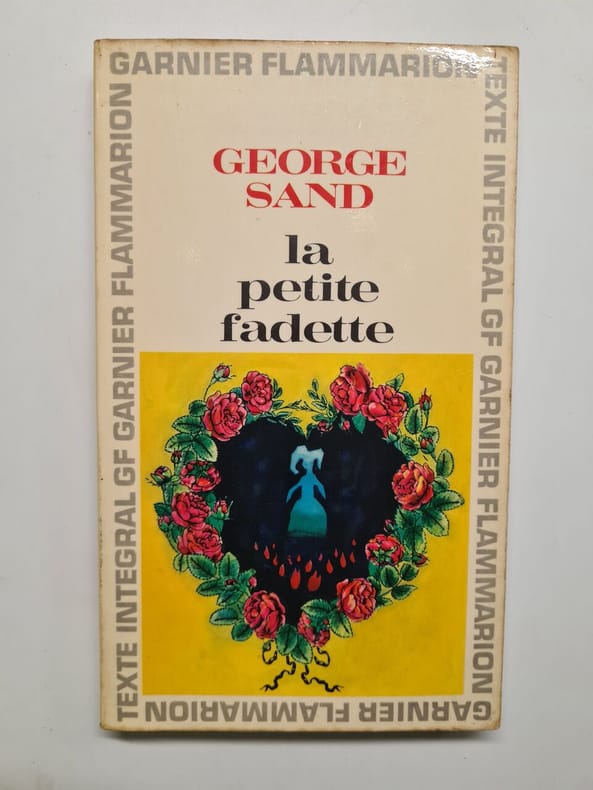 GARNIER FLAMMARION
TEXTE INTEGRAL GF GARNIER FLAMMARION
GEORGE
SAND
la
petite
fadette
TEXTE INTEGRAL GF GARNIER FLAMMARION
GARNIER FLAMMARION